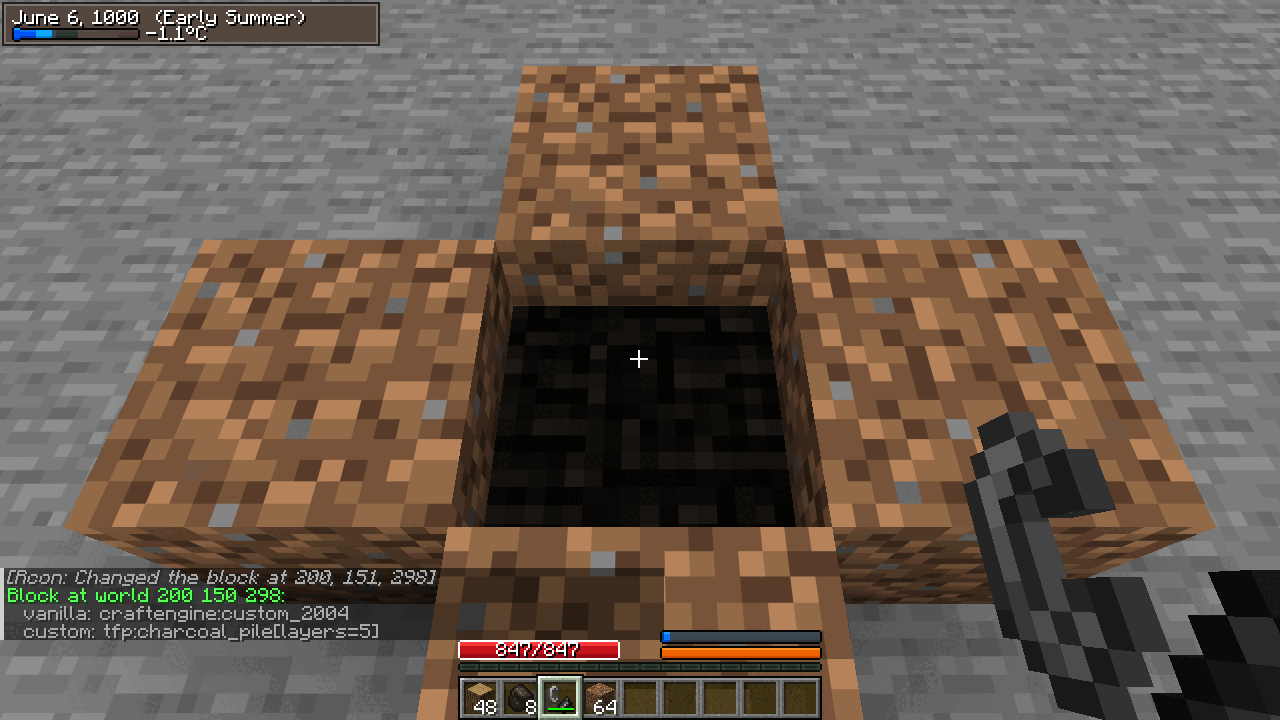 June 6, 1000 (Early Summer)
-1.1°C
[Rcon: Changed the block at 200, 151, 298]
Block at world 200 150 298:
vanilla: craftengine:custom_2004
custom: tfp:charcoal_pile[layers=5]
847/847
48 8 64